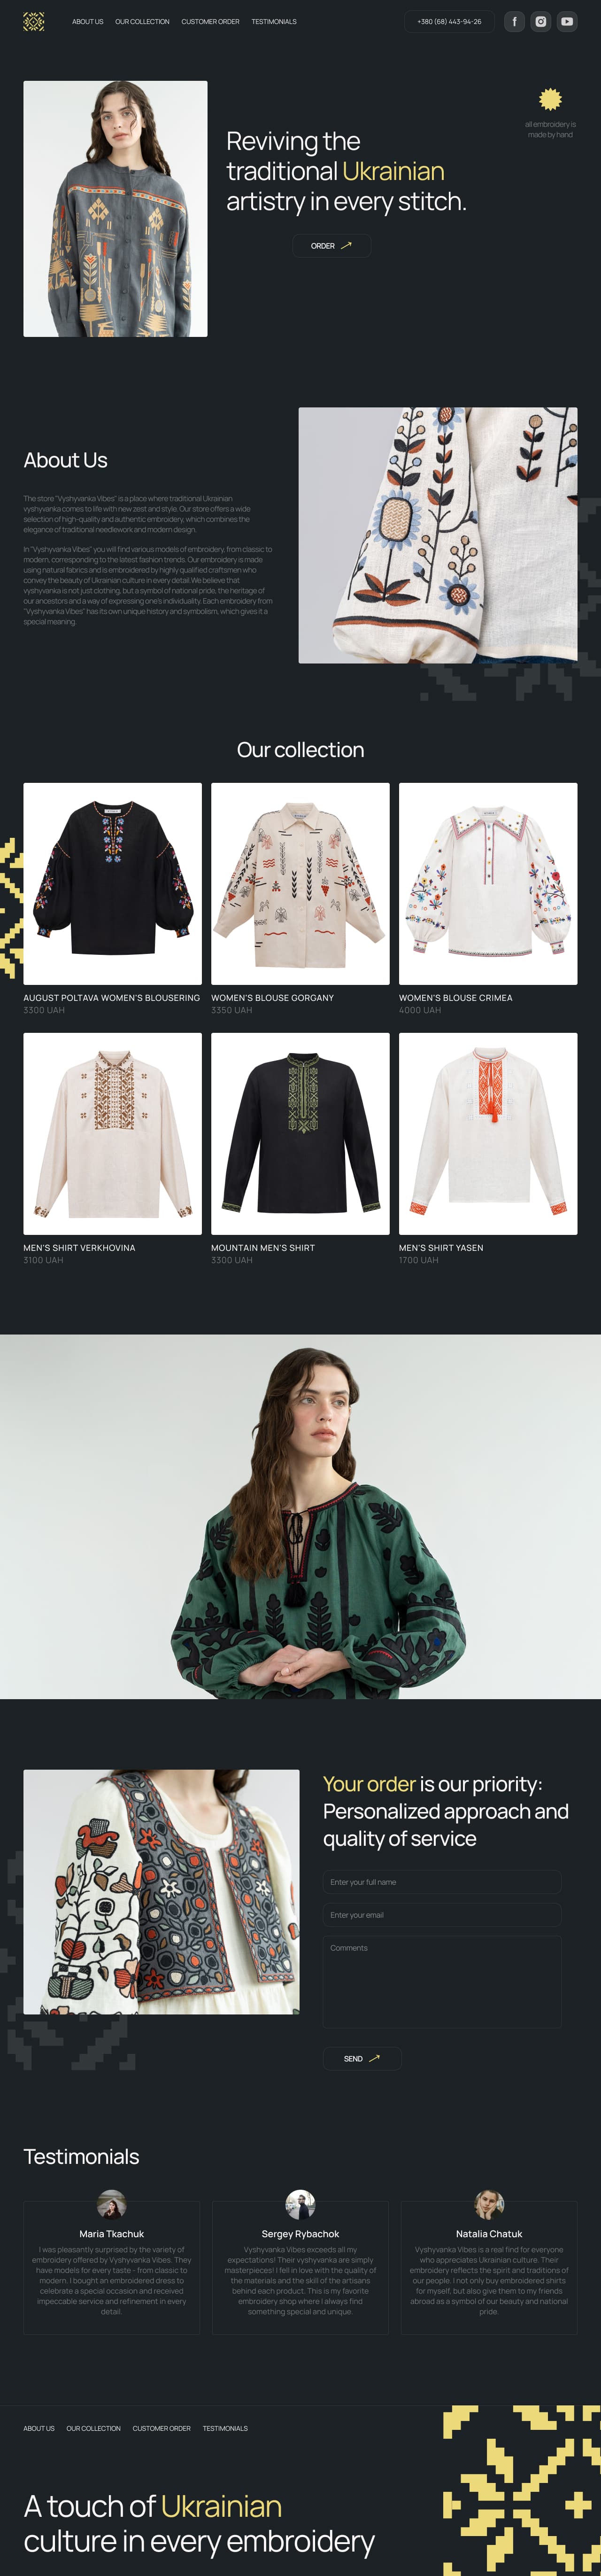 ABOUT US OUR COLLECTION CUSTOMER ORDER TESTIMONIALS
+380 (68) 443-94-26
all embroidery is
made by hand
Reviving the
traditional Ukrainian
artistry in every stitch.
ORDER
About Us
The store "Vyshyvanka Vibes" is a place where traditional Ukrainian
vyshyvanka comes to life with new zest and style. Our store offers a wide
selection of high-quality and authentic embroidery, which combines the
elegance of traditional needlework and modern design.
In "Vyshyvanka Vibes" you will find various models of embroidery, from classic to
modern, corresponding to the latest fashion trends. Our embroidery is made
using natural fabrics and is embroidered by highly qualified craftsmen who
convey the beauty of Ukrainian culture in every detail.We believe that
vyshyvanka is not just clothing, but a symbol of national pride, the heritage of
our ancestors and a way of expressing one's individuality. Each embroidery from
"Vyshyvanka Vibes" has its own unique history and symbolism, which gives it a
special meaning.
Our collection
AUGUST POLTAVA WOMEN'S BLOUSERING
3300 UAH
WOMEN'S BLOUSE GORGANY
3350 UAH
WOMEN'S BLOUSE CRIMEA
4000 UAH
MEN'S SHIRT VERKHOVINA
3100 UAH
MOUNTAIN MEN'S SHIRT
3300 UAH
MEN'S SHIRT YASEN
1700 UAH
Your order is our priority:
Personalized approach and
quality of service
Enter your full name
Enter your email
Comments
SEND
Testimonials
Maria Tkachuk
I was pleasantly surprised by the variety of
embroidery offered by Vyshyvanka Vibes. They
have models for every taste - from classic to
modern. I bought an embroidered dress to
celebrate a special occasion and received
impeccable service and refinement in every
detail.
Sergey Rybachok
Vyshyvanka Vibes exceeds all my
expectations! Their vyshyvanka are simply
masterpieces! I fell in love with the quality of
the materials and the skill of the artisans
behind each product. This is my favorite
embroidery shop where I always find
something special and unique.
Natalia Chatuk
Vyshyvanka Vibes is a real find for everyone
who appreciates Ukrainian culture. Their
embroidery reflects the spirit and traditions of
our people. I not only buy embroidered shirts
for myself, but also give them to my friends
abroad as a symbol of our beauty and national
pride.
ABOUT US OUR COLLECTION CUSTOMER ORDER TESTIMONIALS
A touch of Ukrainian
culture in every embroidery